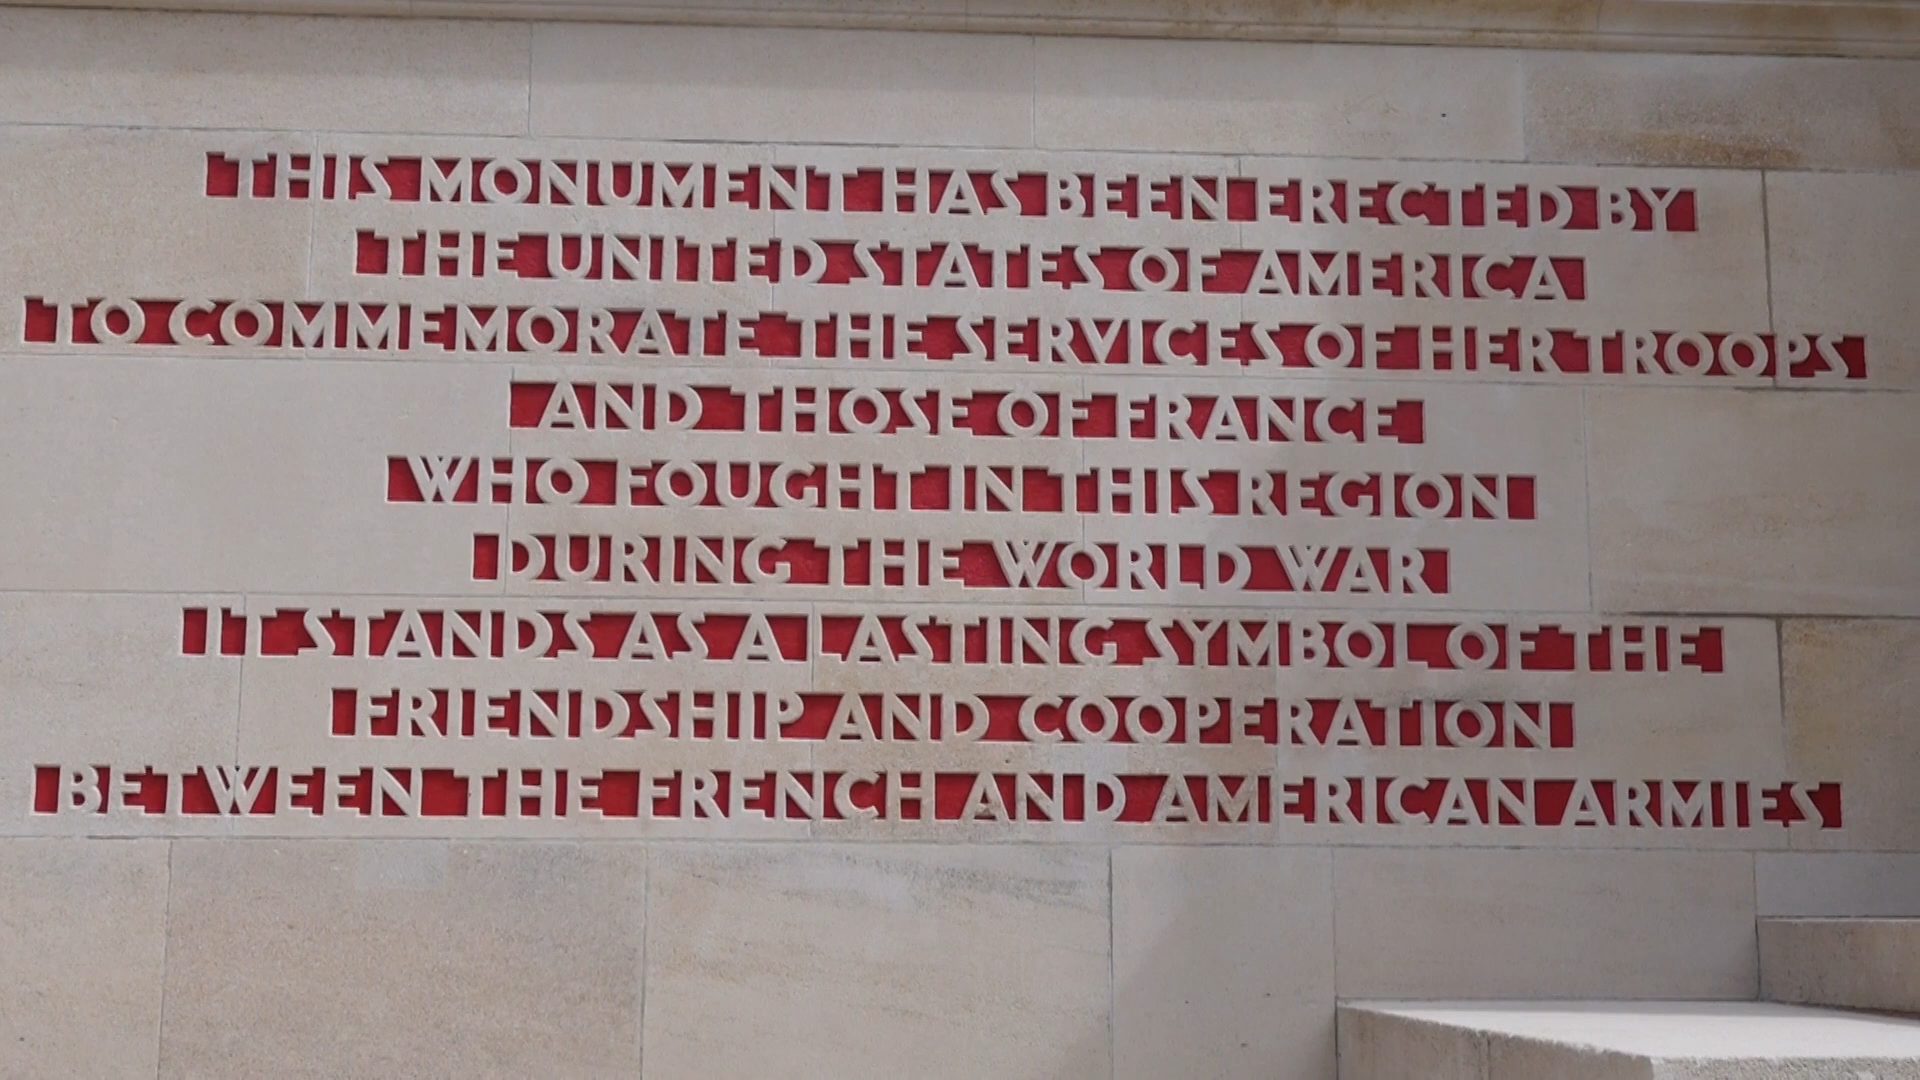 THIS MONUMENT HAS BEEN ERECTED BY
THE UNITED STATES OF AMERICA
TO COMMEMORATE THE SERVICES OF HER TROOPS
AND THOSE OF FRANCE
WHO FOUGHT IN THIS REGION
DURING THE WORLD WAR
IT STANDS AS A LASTING SYMBOL OF THE
FRIENDSHIP AND COOPERATION
BETWEEN THE FRENCH AND AMERICAN ARMIES